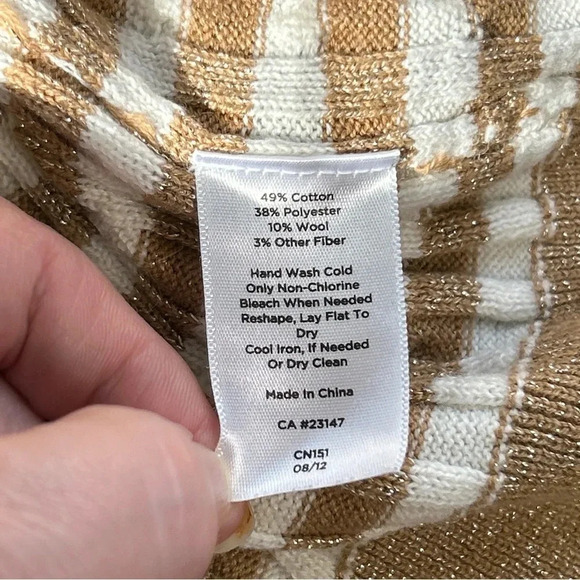 49% Cotton
38% Polyester
10% Wool
3% Other Fiber
Hand Wash Cold
Only Non-Chlorine
Bleach When Needed
Reshape, Lay Flat To
Dry
Cool Iron, If Needed
Or Dry Clean
Made In China
CA #23147
CN151
08/12